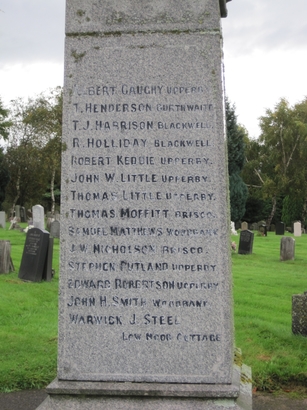 GAUGHY UPPERBY.
T. HENDERSON CURTHWAITE
T. J. HARRISON BLACKWELL
R. HOLLIDAY BLACKWELL
ROBERT KEDDIE UPPERBY.
JOHN W. LITTLE UPPERBY.
THOMAS LITTLE UPPERBY.
THOMAS MOFFITT BRISCO.
SAMUEL MATTHEWS WOODBANK
J. W. NICHOLSON BRISCO.
STEPHEN RUTLAND UPPERBY
EDWARD ROBERTSON UPPERBY
JOHN H. SMITH WOODBANK
WARWICK J. STEEL
LOW MOOR COTTAGE